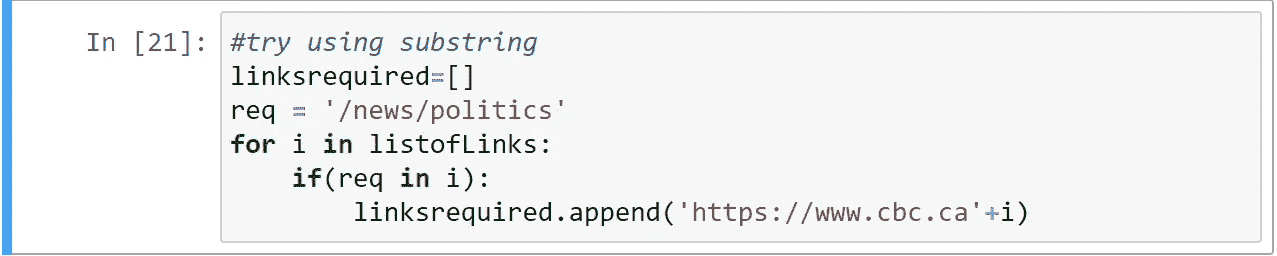 In [21]: #try using substring
linksrequired=[]
req = '/news/politics'
for i in listofLinks:
    if(req in i):
        linksrequired.append('https://www.cbc.ca'+i)